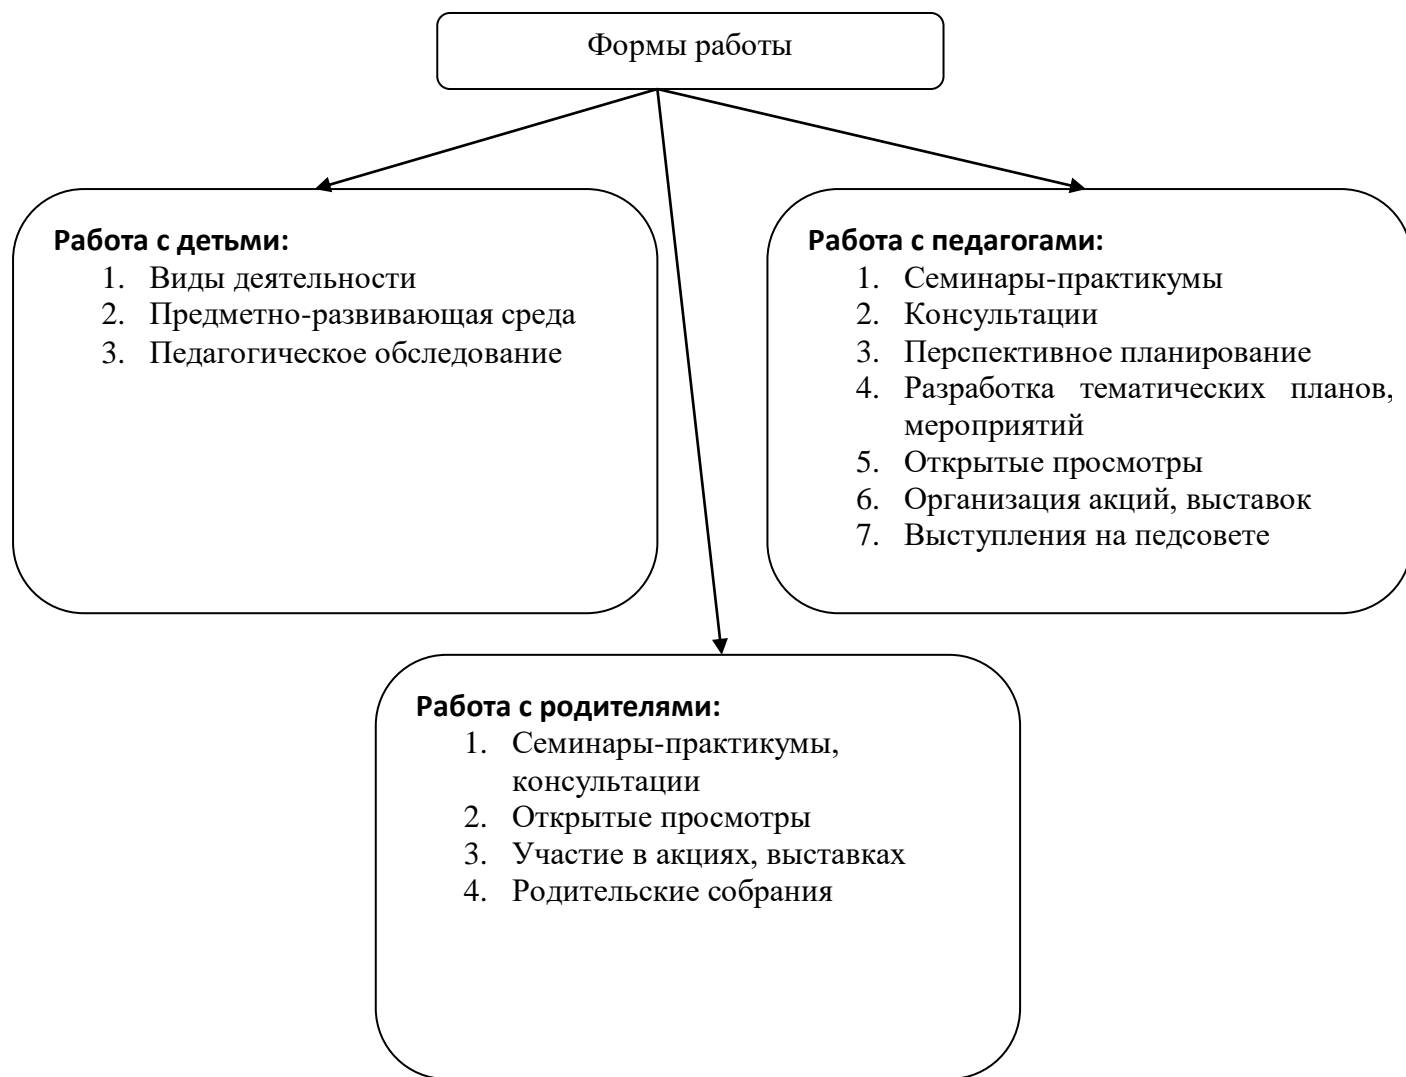 Формы работы
Работа с детьми:
1. Виды деятельности
2. Предметно-развивающая среда
3. Педагогическое обследование
Работа с педагогами:
1. Семинары-практикумы
2. Консультации
3. Перспективное планирование
4. Разработка тематических планов,
мероприятий
5. Открытые просмотры
6. Организация акций, выставок
7. Выступления на педсовете
Работа с родителями:
1. Семинары-практикумы,
консультации
2. Открытые просмотры
3. Участие в акциях, выставках
4. Родительские собрания